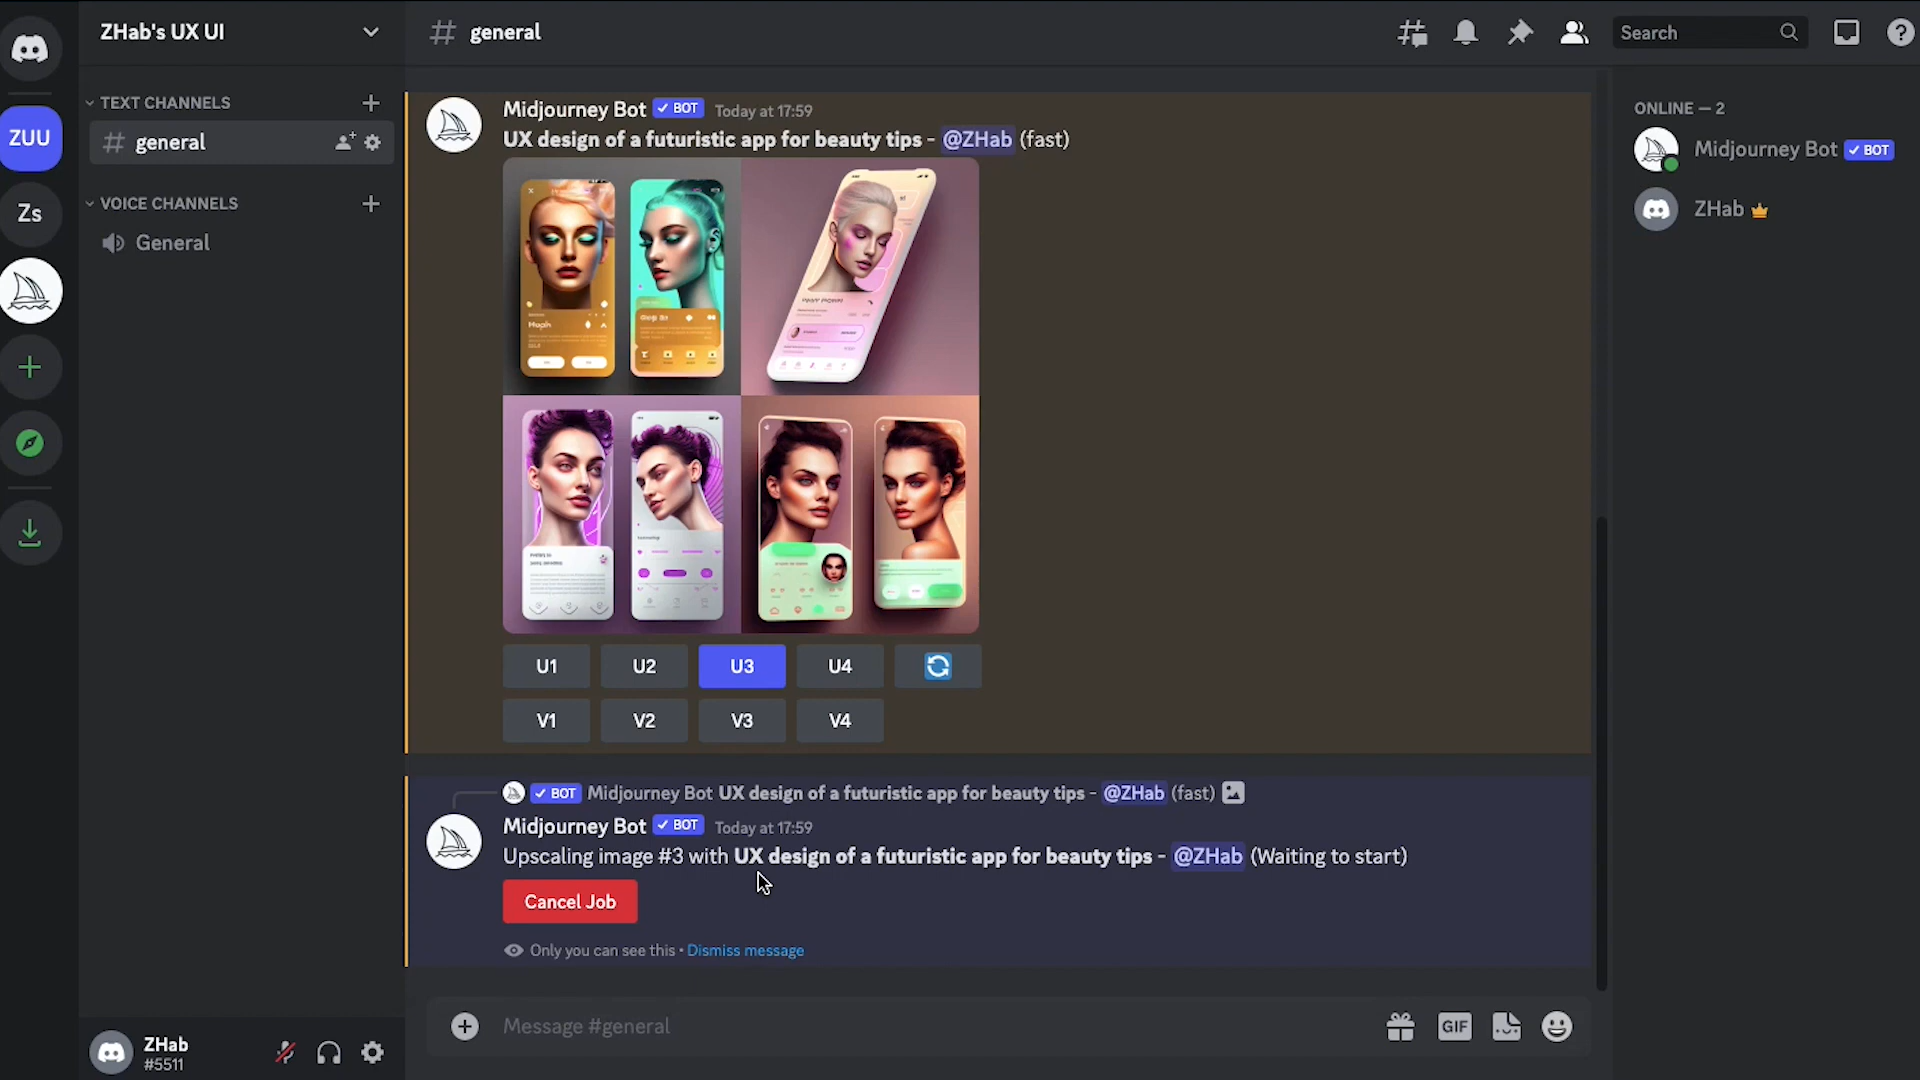 ZHab's UX UI
general
Search
ZUU
Zs
TEXT CHANNELS
general
VOICE CHANNELS
General
Midjourney Bot BOT Today at 17:59
UX design of a futuristic app for beauty tips - @ZHab (fast)
U1 U2 U3 U4
V1 V2 V3 V4
BOT Midjourney Bot UX design of a futuristic app for beauty tips - @ZHab (fast)
Midjourney Bot BOT Today at 17:59
Upscaling image #3 with UX design of a futuristic app for beauty tips - @ZHab (Waiting to start)
Cancel Job
Only you can see this • Dismiss message
Message #general
GIF
ZHab
#5511
ONLINE — 2
Midjourney Bot BOT
ZHab